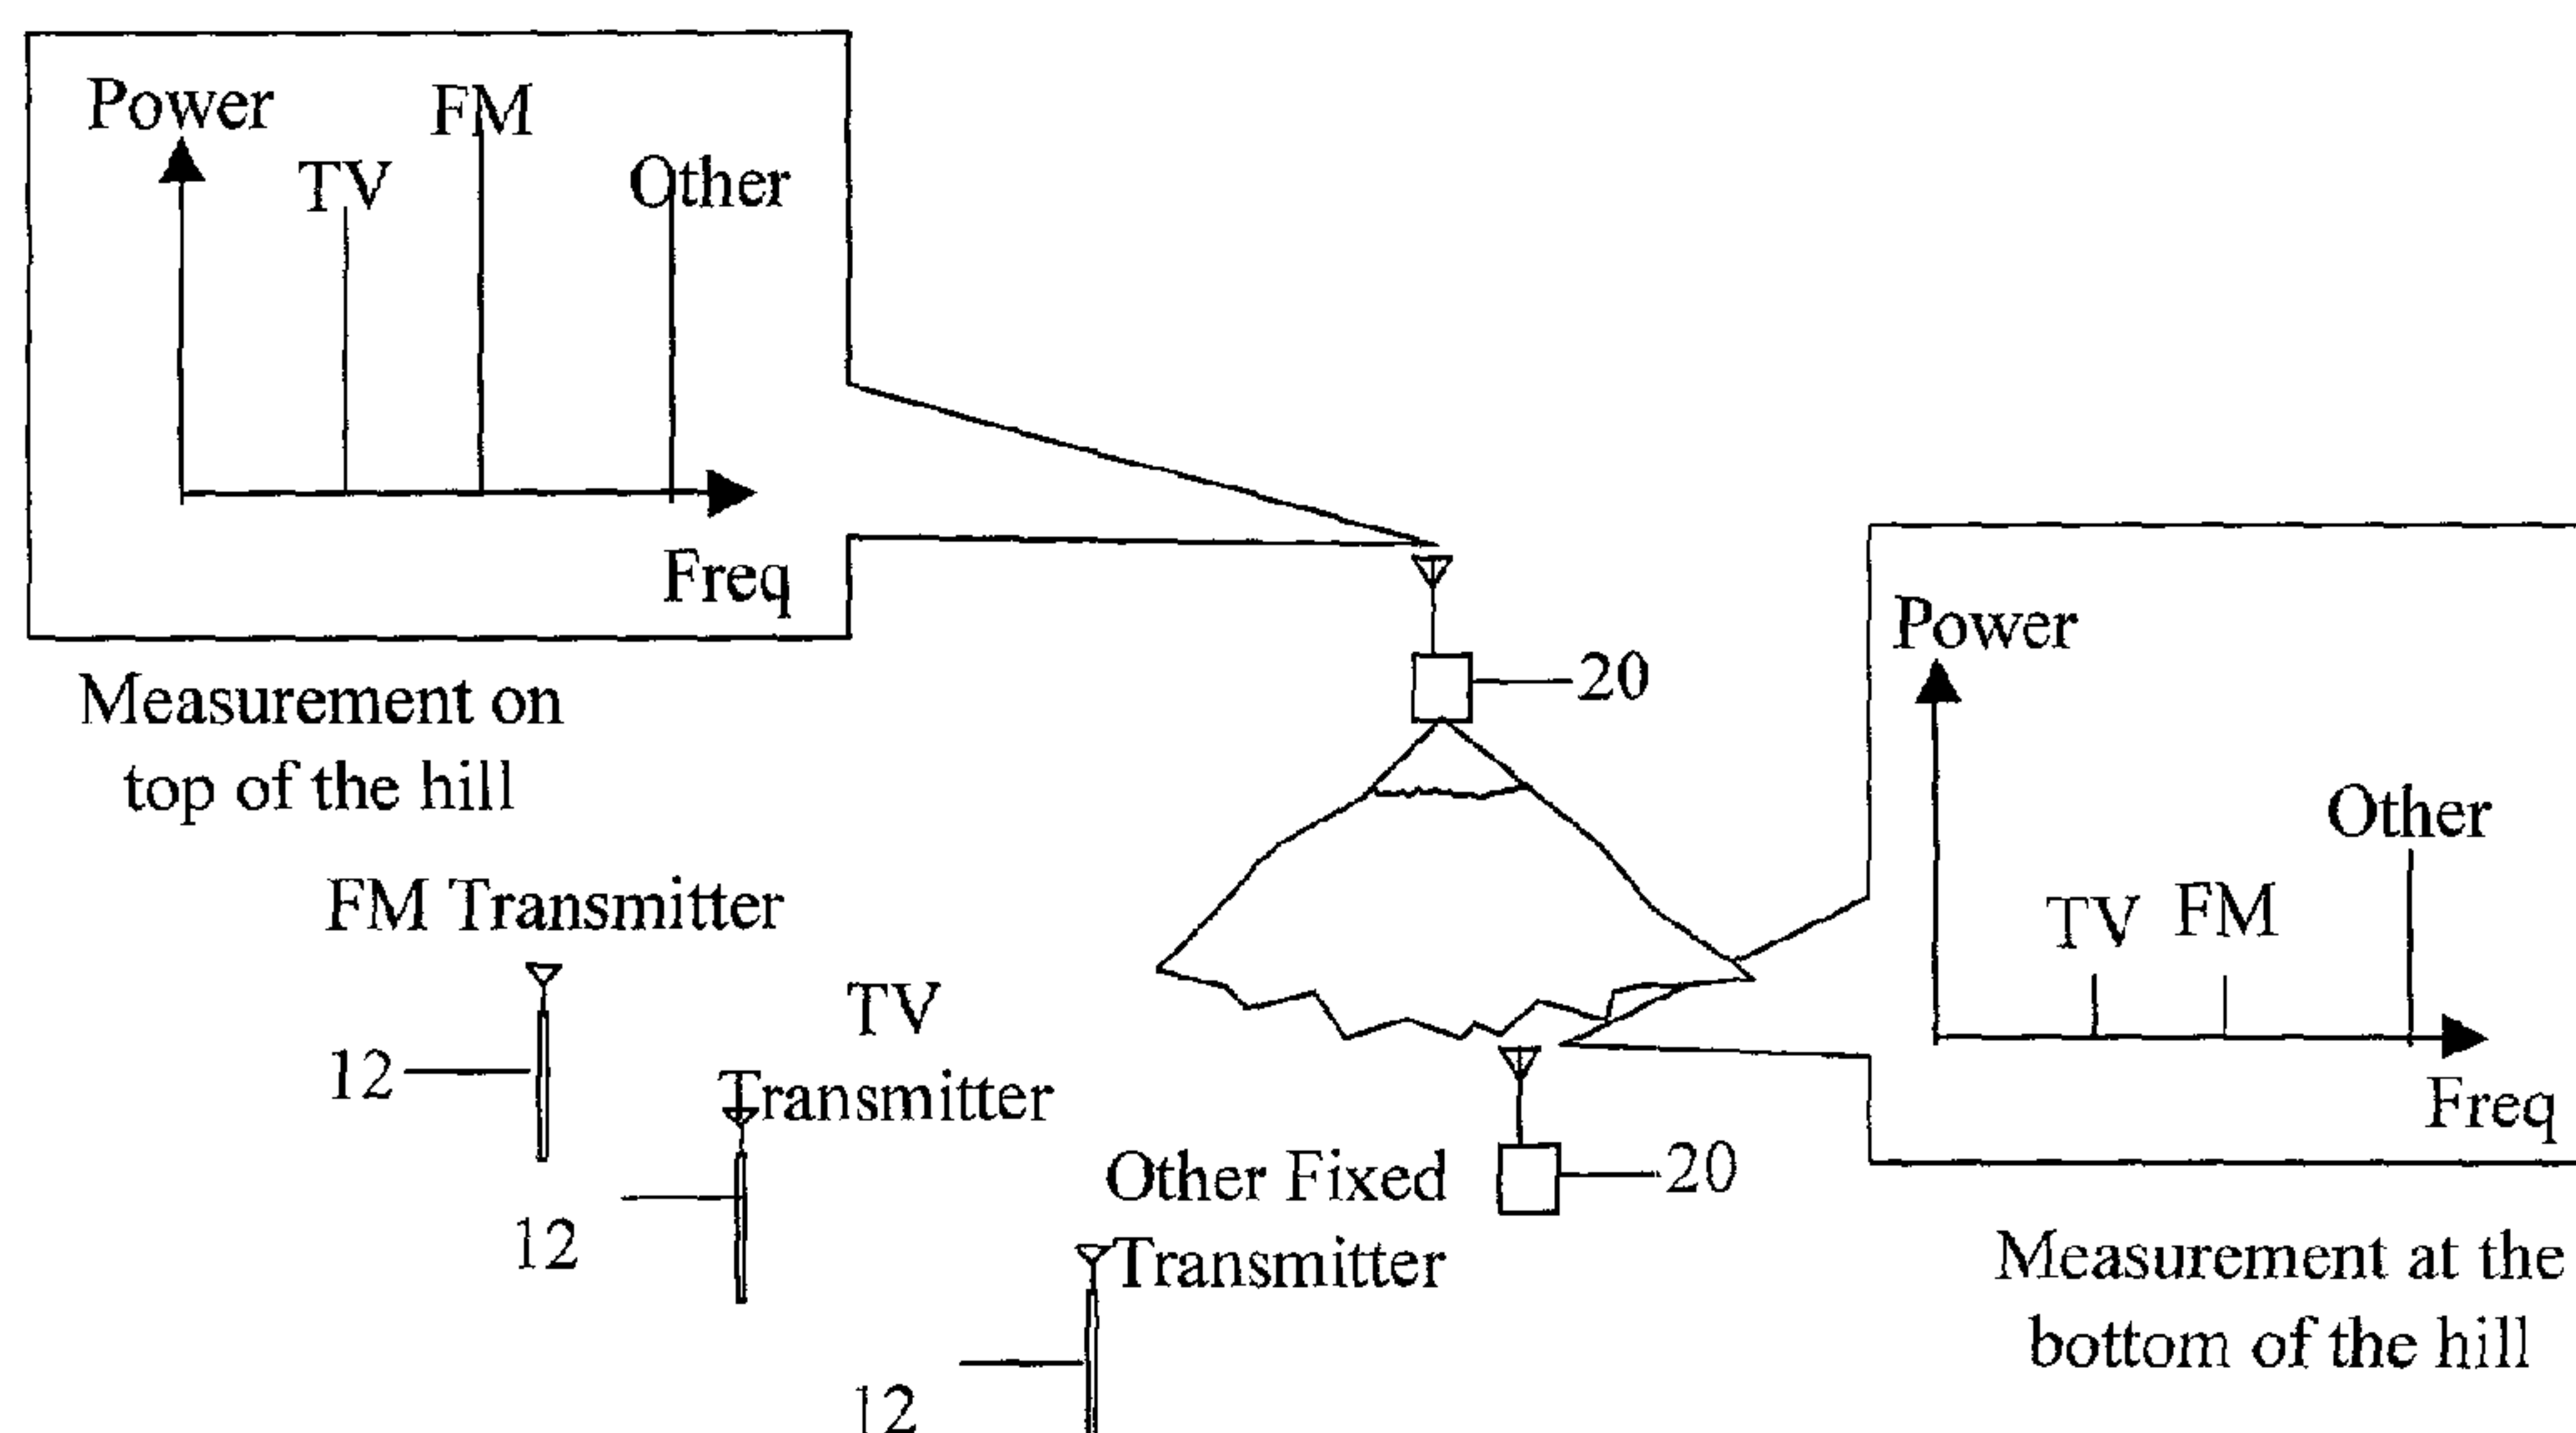 Power
FM
TV
Other
Freq
Measurement on
top of the hill
20
Power
Other
TV FM
Freq
Measurement at the
bottom of the hill
FM Transmitter
12
TV
Transmitter
12
Other Fixed
Transmitter
12
20